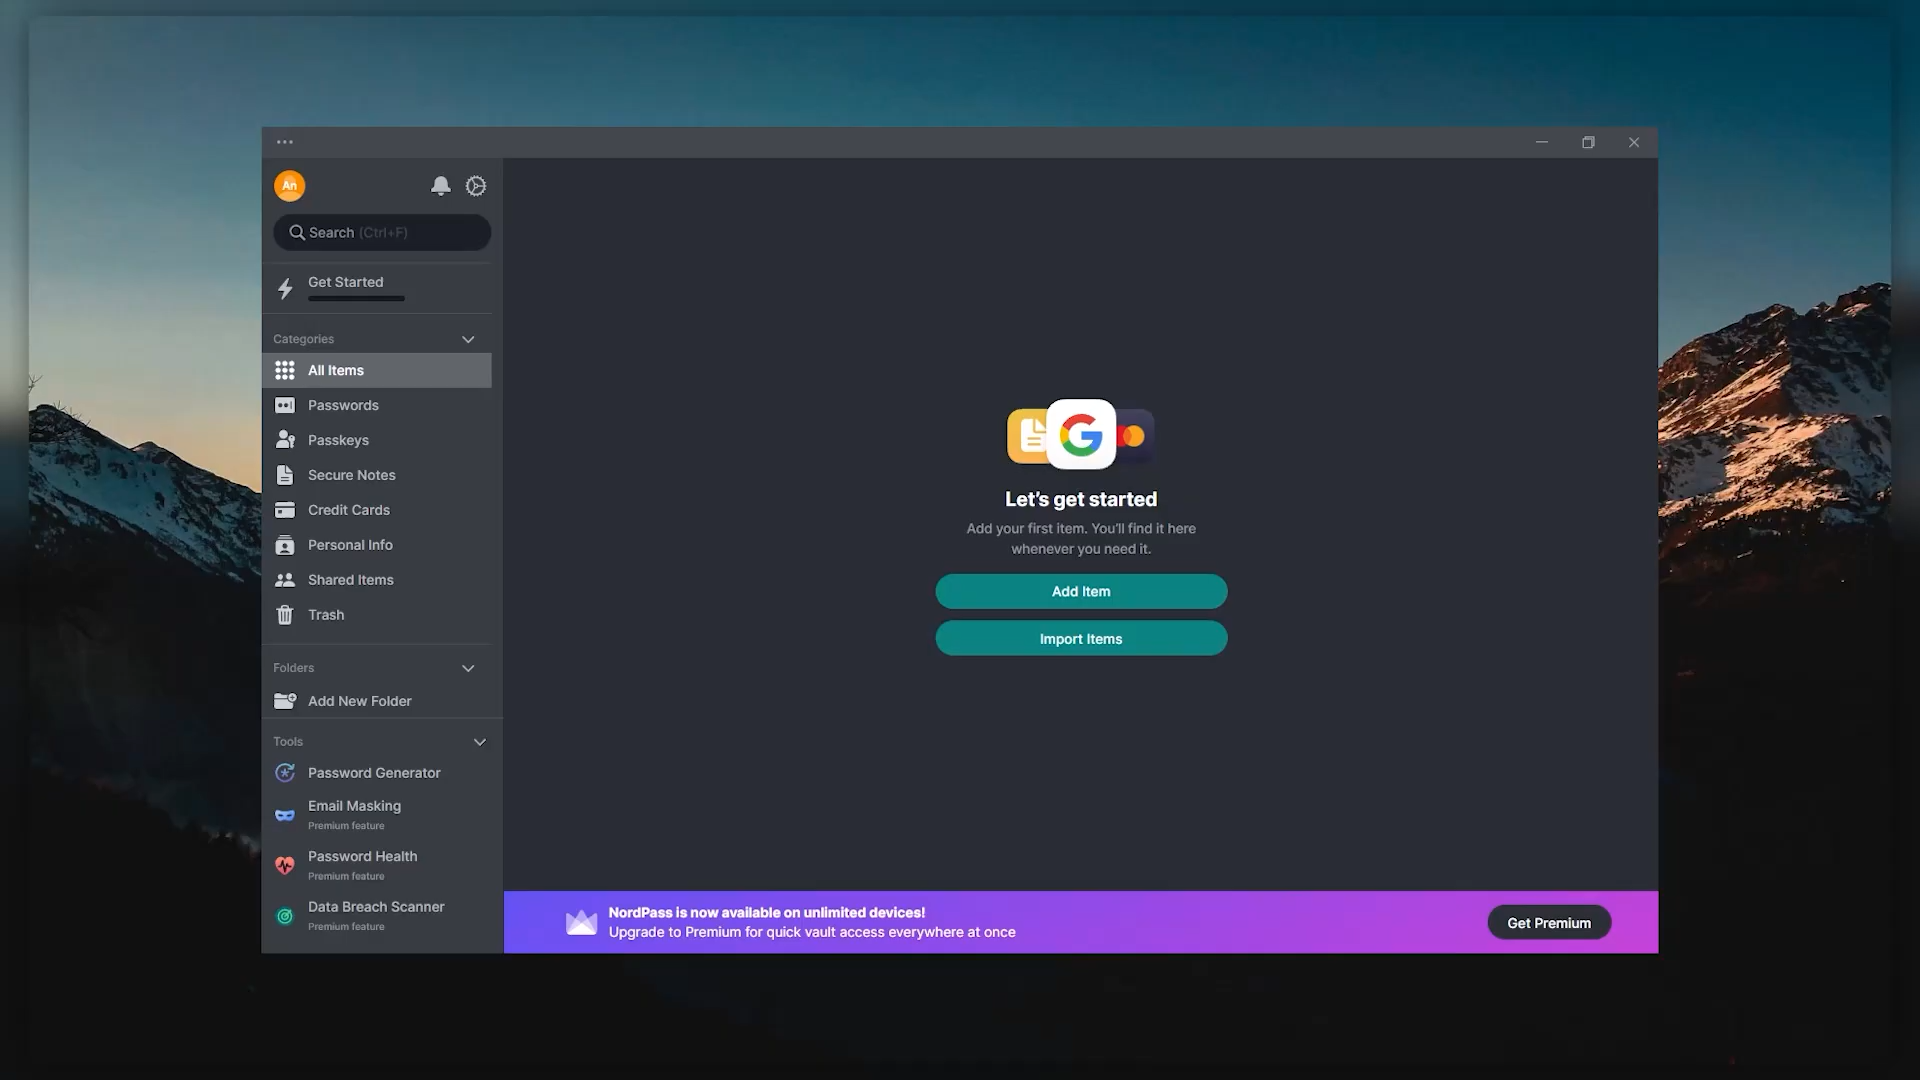 An
Search (Ctrl+F)
Get Started
Categories
All Items
Passwords
Passkeys
Secure Notes
Credit Cards
Personal Info
Shared Items
Trash
Folders
Add New Folder
Tools
Password Generator
Email Masking
Premium feature
Password Health
Premium feature
Data Breach Scanner
Premium feature
Let's get started
Add your first item. You'll find it here
whenever you need it.
Add Item
Import Items
NordPass is now available on unlimited devices!
Upgrade to Premium for quick vault access everywhere at once
Get Premium